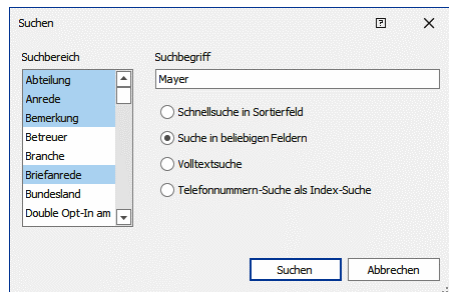 Suchen
Suchbereich
Abteilung
Anrede
Bemerkung
Betreuer
Branche
Briefanrede
Bundesland
Double Opt-In am
Suchbegriff
Mayer
Schnellsuche in Sortierfeld
Suche in beliebigen Feldern
Volltextsuche
Telefonnummern-Suche als Index-Suche
Suchen
Abbrechen